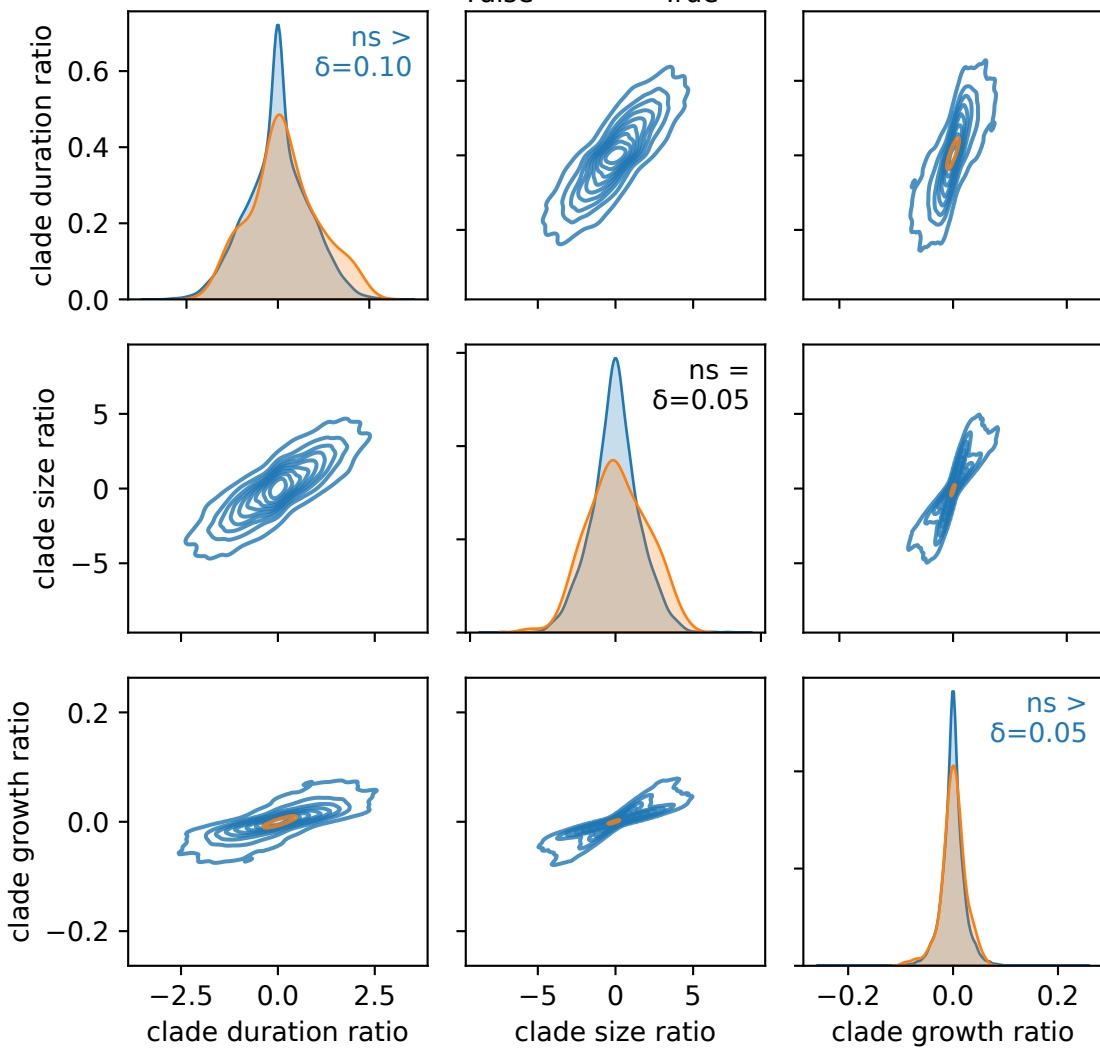 clade duration ratio
0.6
0.4
0.2
0.0
ns >
δ=0.10
clade size ratio
5
0
−5
ns =
δ=0.05
clade growth ratio
0.2
0.0
−0.2
ns >
δ=0.05
−2.5 0.0 2.5
clade duration ratio
−5 0 5
clade size ratio
−0.2 0.0 0.2
clade growth ratio